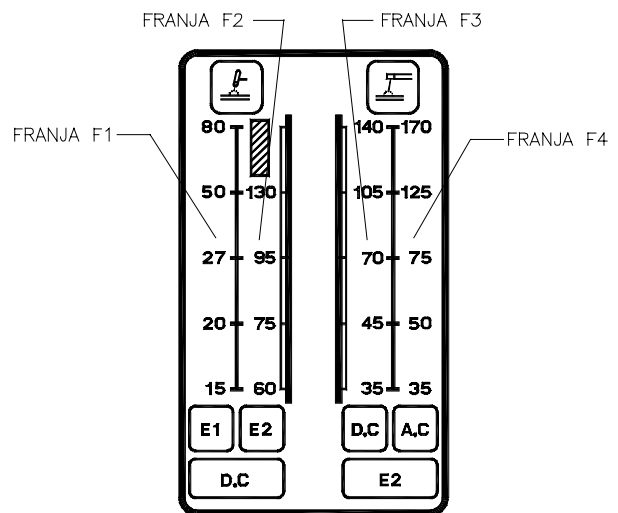 FRANJA F2 FRANJA F3
FRANJA F1 FRANJA F4
80 140 170
50 130 105 125
27 95 70 75
20 75 45 50
15 60 35 35
E1 E2 D.C A.C
D.C E2